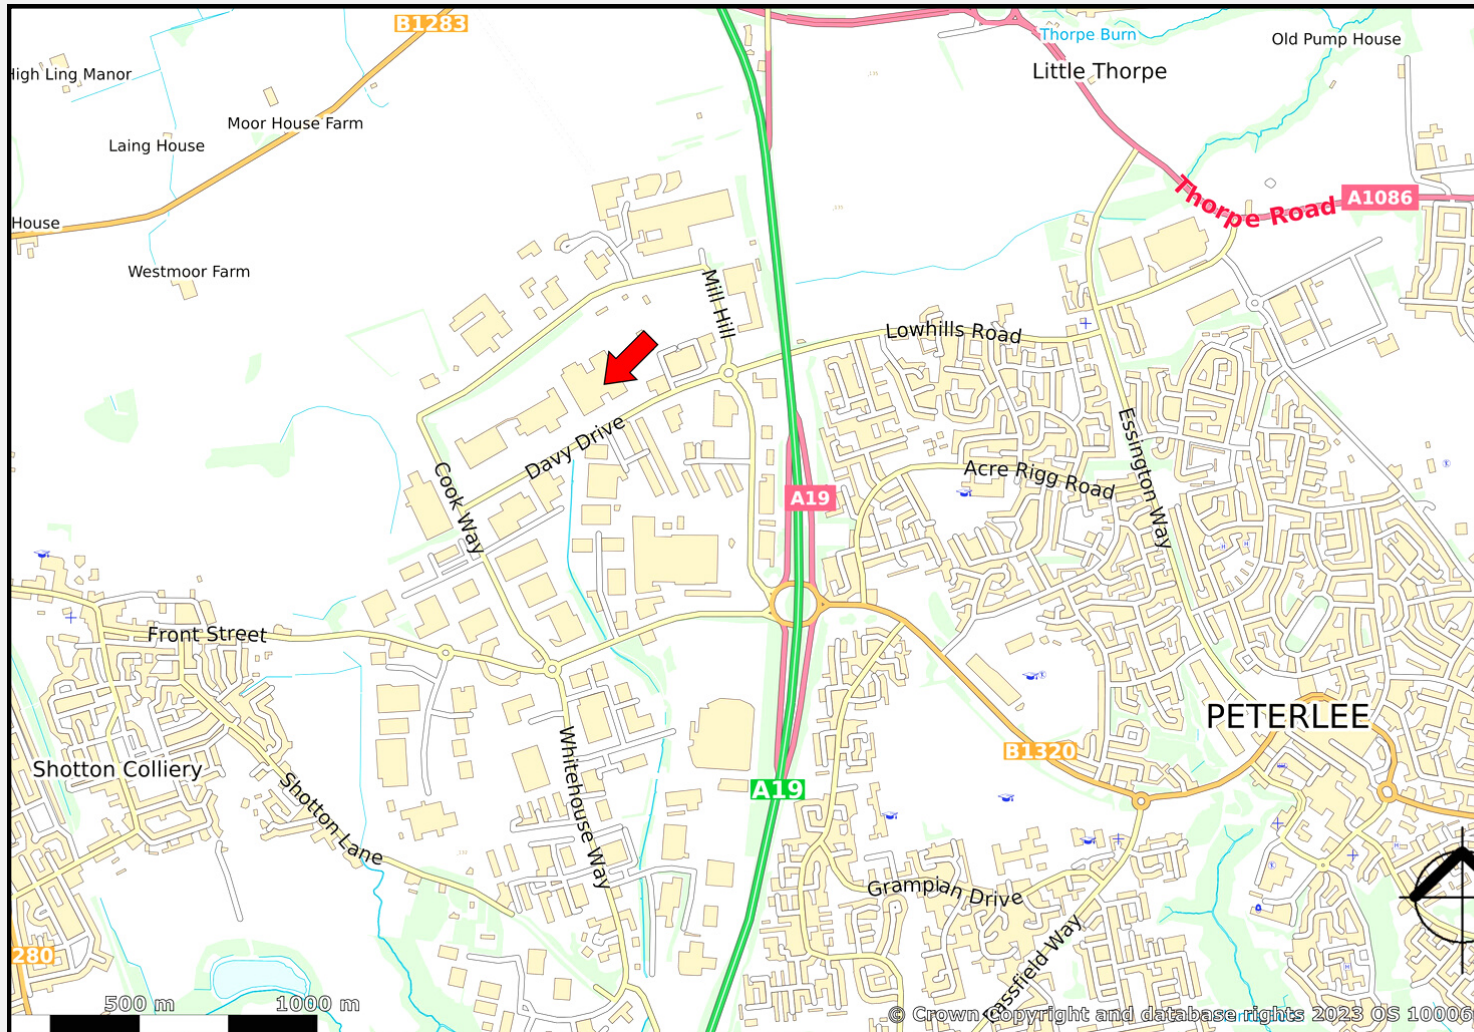 B1283
Thorpe Burn
Old Pump House
Little Thorpe
High Ling Manor
Moor House Farm
Laing House
Thorpe Road
A1086
House
Westmoor Farm
Mill Hill
Lowhills Road
Davy Drive
Essington Way
Acre Rigg Road
Cook Way
A19
Front Street
PETERLEE
Whitehouse Way
B1320
Shotton Colliery
A19
Shotton Lane
Grampian Drive
280
500 m
1000 m
© Crown copyright and database rights 2023 OS 10006